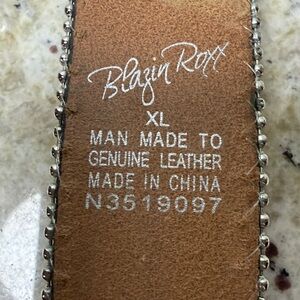 Blazin Roxx
XL
MAN MADE TO
GENUINE LEATHER
MADE IN CHINA
N3519097